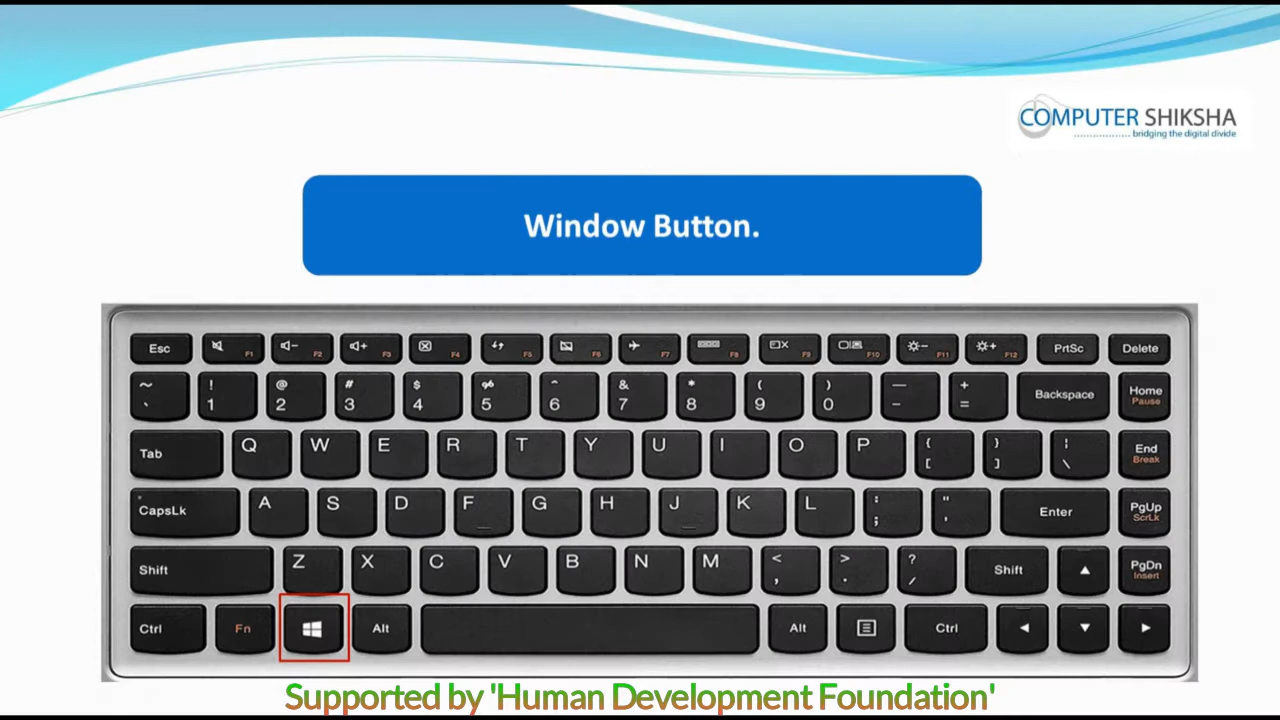 COMPUTER SHIKSHA
bridging the digital divide
Window Button.
Esc F1 F2 F3 F4 F5 F6 F7 F8 F9 F10 F11 F12 PrtSc Delete
~ ! @ # $ % ^ & * ( ) — + Backspace Home
` 1 2 3 4 5 6 7 8 9 0 - = Pause
Tab Q W E R T Y U I O P { } ¦ End
[ ] \ Break
CapsLk A S D F G H J K L : " Enter PgUp
; ' ScrLk
Shift Z X C V B N M < > ? Shift PgDn
, . / Insert
Ctrl Fn Alt Alt Ctrl
Supported by 'Human Development Foundation'